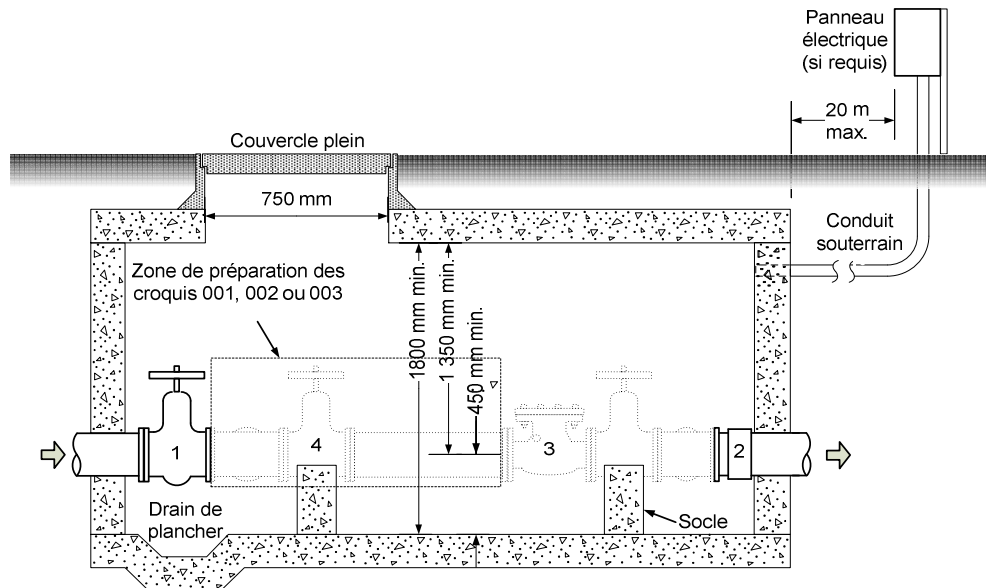 Panneau
électrique
(si requis)
20 m
max.
Couvercle plein
750 mm
Conduit
souterrain
Zone de préparation des
croquis 001, 002 ou 003
1800 mm min.
1 350 mm min.
450 mm min.
1
4
3
2
Drain de
plancher
Socle